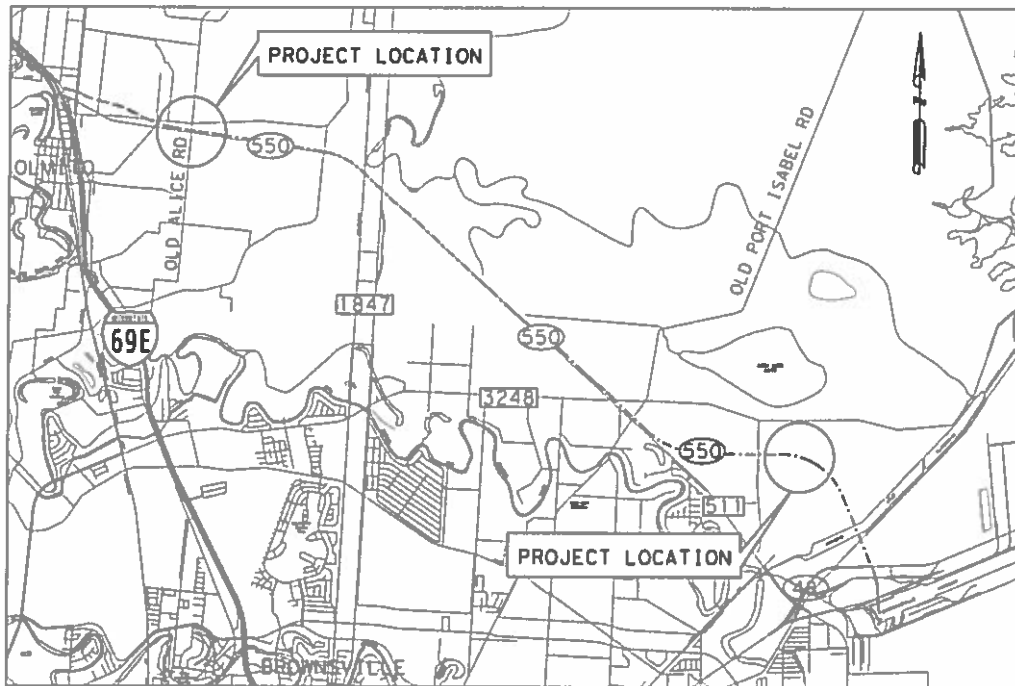 PROJECT LOCATION
550
OLD ALICE RD
OLD PORT ISABEL RD
1847
69E
550
3248
550
511
PROJECT LOCATION
48
BROWNSVILLE